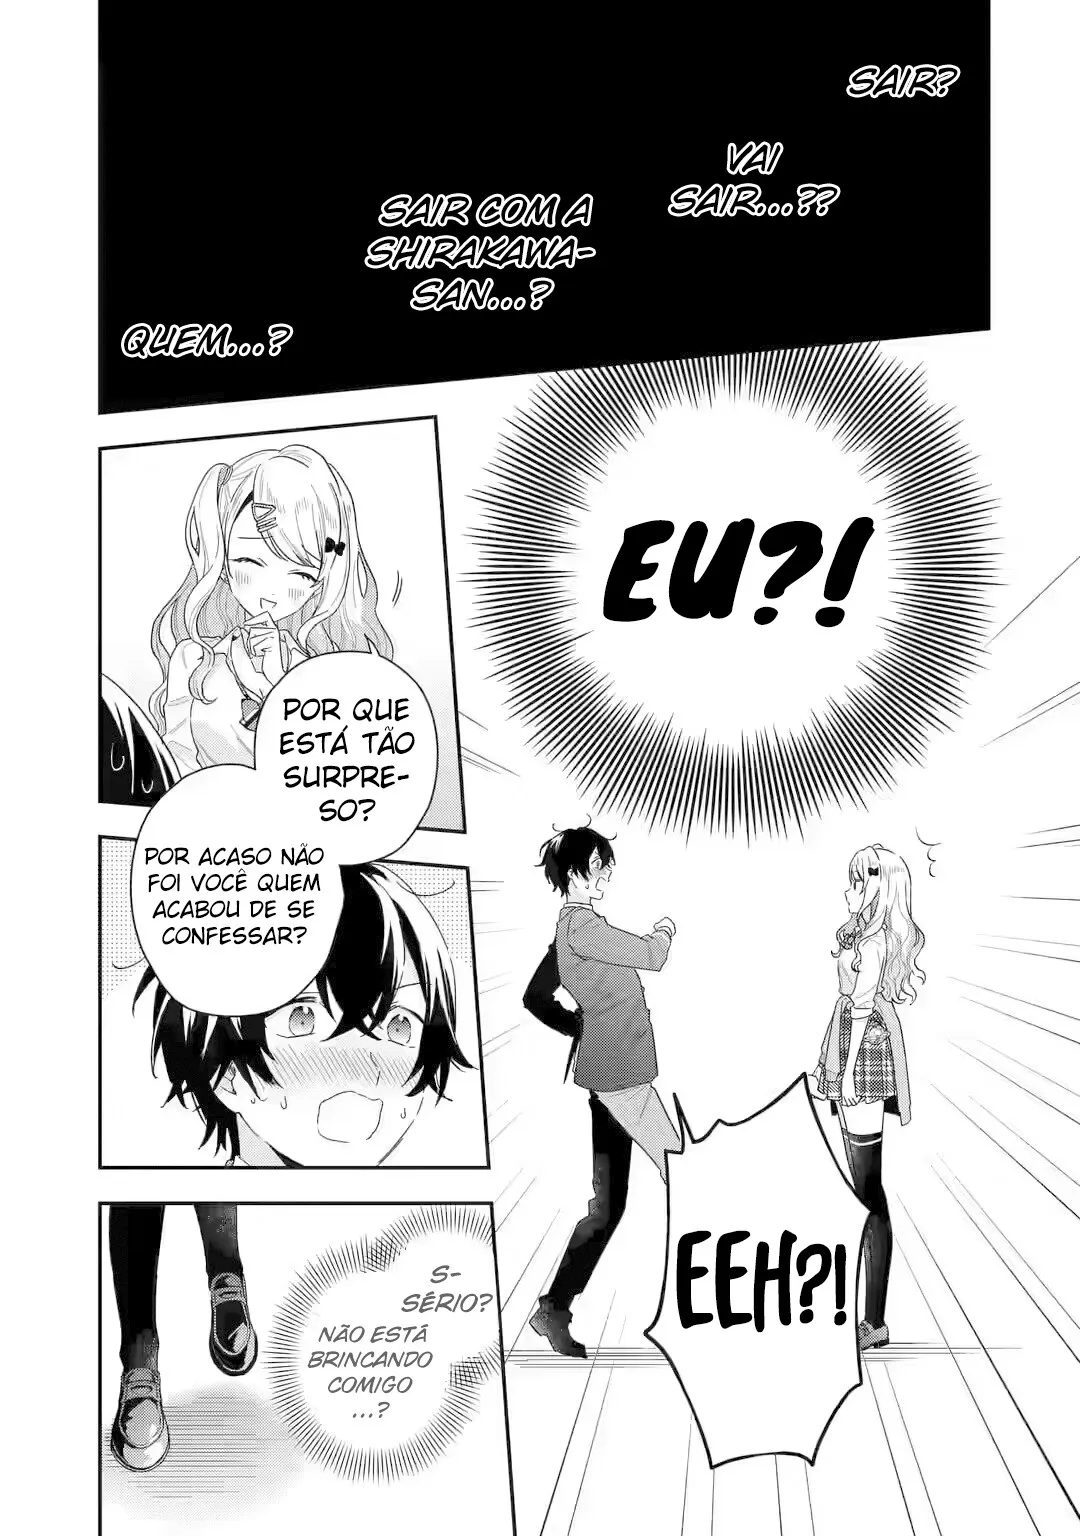 SAIR?
VAI
SAIR...??
SAIR COM A
SHIRAKAWA-
SAN...?
QUEM...?
EU?!
EEH?!
POR QUE
ESTÁ TÃO
SURPRE-
SO?
POR ACASO NÃO
FOI VOCÊ QUEM
ACABOU DE SE
CONFESSAR?
S-
SÉRIO?
NÃO ESTÁ
BRINCANDO
COMIGO
...?